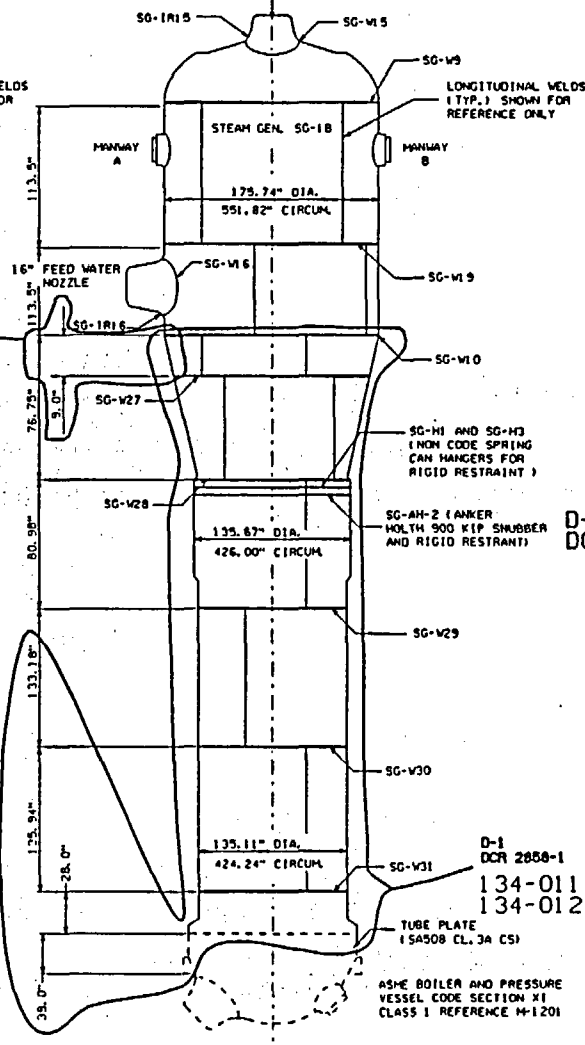 SG-IR15
SG-W15
SG-W9
ELDS
OR
LONGITUDINAL WELDS
(TYP.) SHOWN FOR
REFERENCE ONLY
STEAM GEN. SG-1B
MANWAY
A
MANWAY
B
113.5"
175.74" DIA.
551.82" CIRCUM.
16" FEED WATER
NOZZLE
SG-W16
SG-W19
113.5"
SG-IR16
SG-W10
SG-W27
9.0"
76.75"
SG-H1 AND SG-H3
(NON CODE SPRING
CAN HANGERS FOR
RIGID RESTRAINT)
SG-W28
SG-AH-2 (ANKER
HOLTH 900 KIP SNUBBER
AND RIGID RESTRANT)
D-
DC
135.67" DIA.
426.00" CIRCUM.
80.98"
SG-W29
133.18"
SG-W30
135.94"
135.11" DIA.
424.24" CIRCUM.
SG-W31
D-1
DCR 2858-1
134-011
134-012
28.0"
TUBE PLATE
(SA508 CL.3A CS)
39.0"
ASME BOILER AND PRESSURE
VESSEL CODE SECTION XI
CLASS 1 REFERENCE M-1201